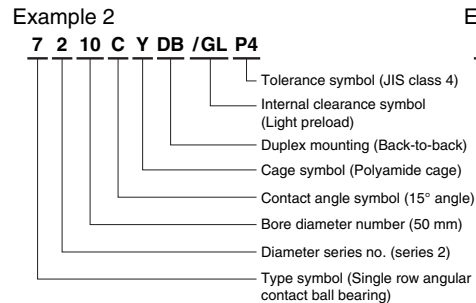 Example 2
7 2 10 C Y DB /GL P4
Tolerance symbol (JIS class 4)
Internal clearance symbol
(Light preload)
Duplex mounting (Back-to-back)
Cage symbol (Polyamide cage)
Contact angle symbol (15° angle)
Bore diameter number (50 mm)
Diameter series no. (series 2)
Type symbol (Single row angular
contact ball bearing)